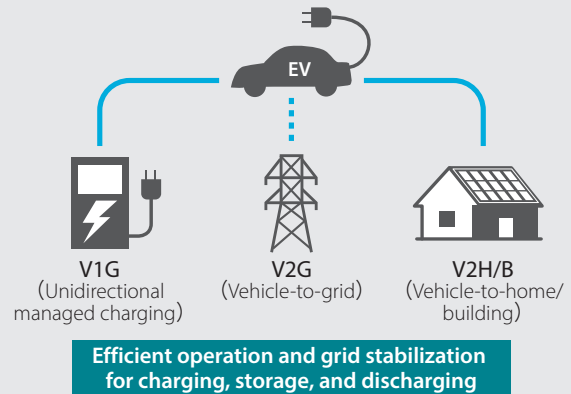 EV
V1G
(Unidirectional
managed charging)
V2G
(Vehicle-to-grid)
V2H/B
(Vehicle-to-home/
building)
Efficient operation and grid stabilization
for charging, storage, and discharging